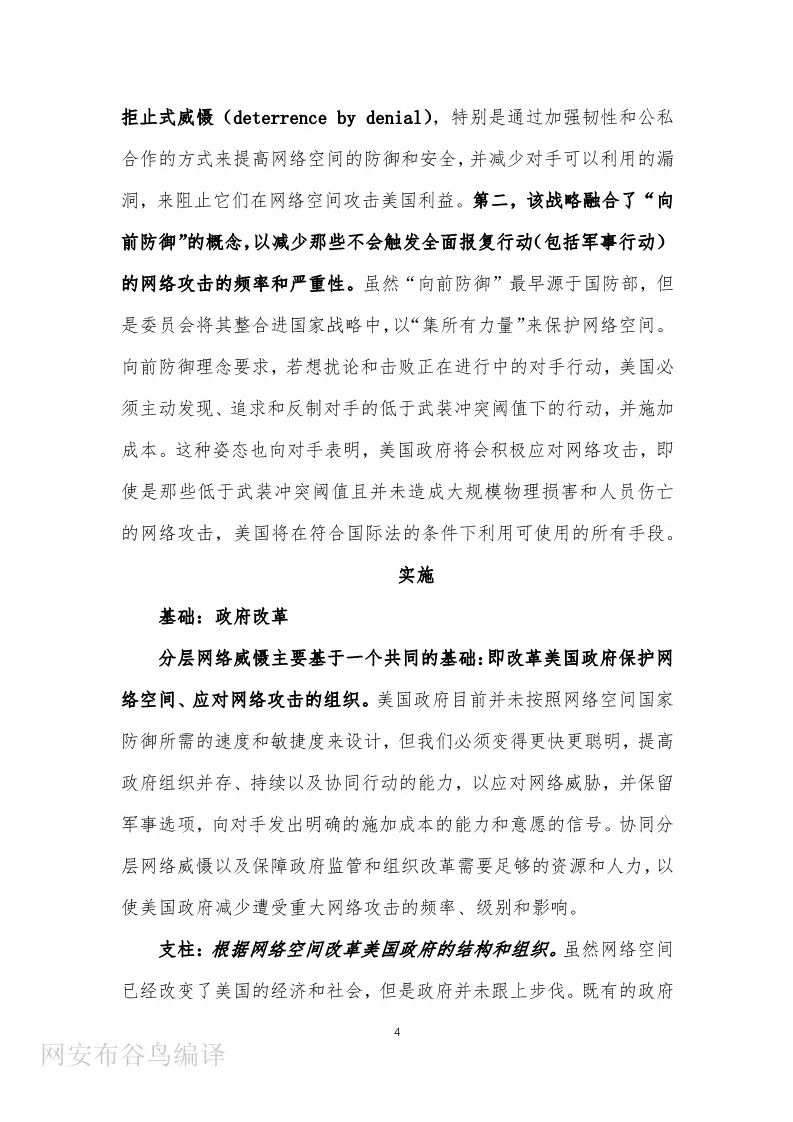 拒止式威慑（deterrence by denial），特别是通过加强韧性和公私
合作的方式来提高网络空间的防御和安全，并减少对手可以利用的漏
洞，来阻止它们在网络空间攻击美国利益。第二，该战略融合了“向
前防御”的概念，以减少那些不会触发全面报复行动（包括军事行动）
的网络攻击的频率和严重性。虽然“向前防御”最早源于国防部，但
是委员会将其整合进国家战略中，以“集所有力量”来保护网络空间。
向前防御理念要求，若想扰论和击败正在进行中的对手行动，美国必
须主动发现、追求和反制对手的低于武装冲突阈值下的行动，并施加
成本。这种姿态也向对手表明，美国政府将会积极应对网络攻击，即
使是那些低于武装冲突阈值且并未造成大规模物理损害和人员伤亡
的网络攻击，美国将在符合国际法的条件下利用可使用的所有手段。
实施
基础：政府改革
分层网络威慑主要基于一个共同的基础：即改革美国政府保护网
络空间、应对网络攻击的组织。美国政府目前并未按照网络空间国家
防御所需的速度和敏捷度来设计，但我们必须变得更快更聪明，提高
政府组织并存、持续以及协同行动的能力，以应对网络威胁，并保留
军事选项，向对手发出明确的施加成本的能力和意愿的信号。协同分
层网络威慑以及保障政府监管和组织改革需要足够的资源和人力，以
使美国政府减少遭受重大网络攻击的频率、级别和影响。
支柱：根据网络空间改革美国政府的结构和组织。虽然网络空间
已经改变了美国的经济和社会，但是政府并未跟上步伐。既有的政府
4
网安布谷鸟编译